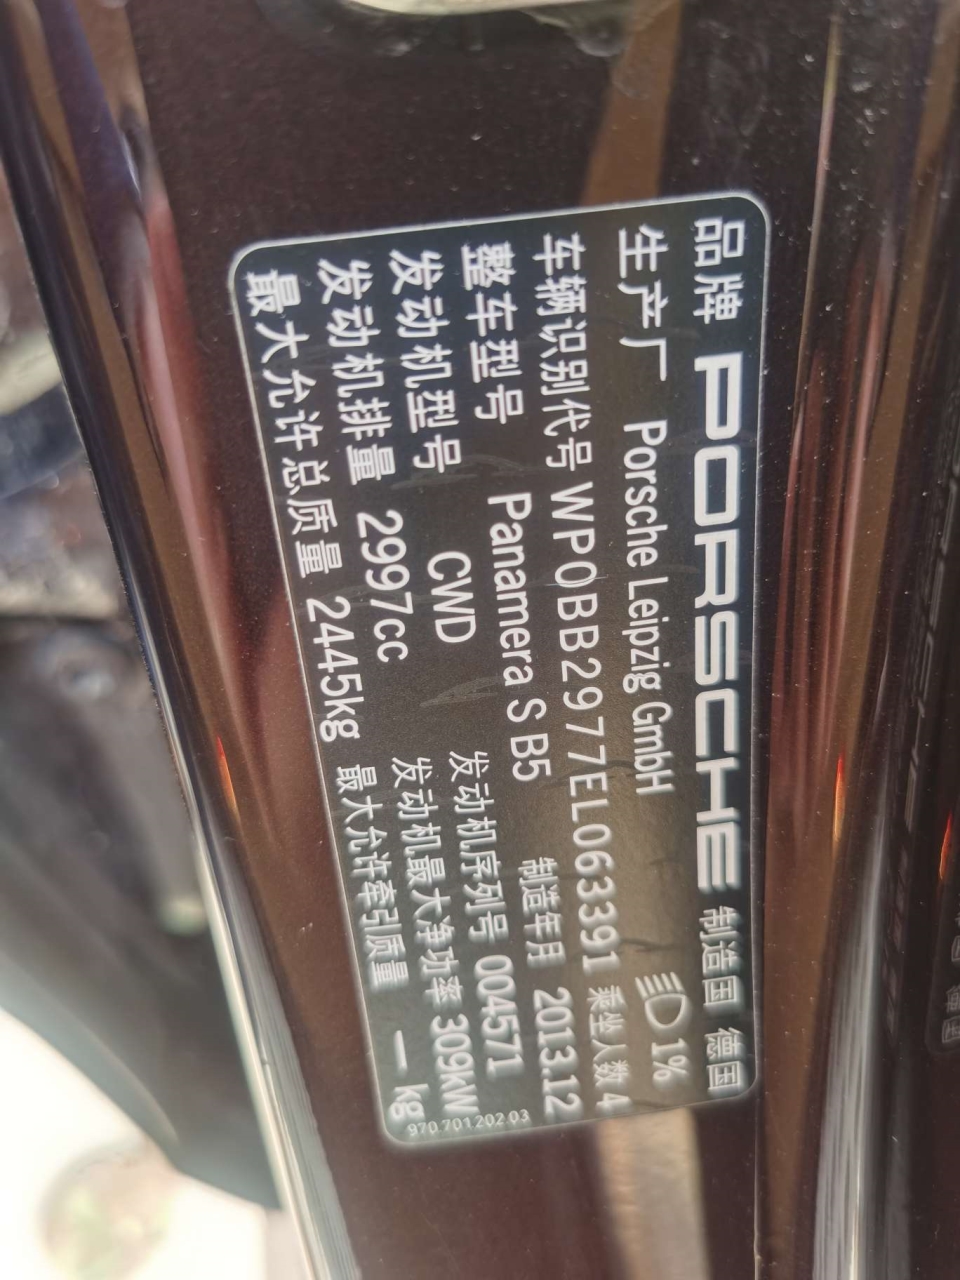 品牌 PORSCHE 制造国 德国
生产厂 Porsche Leipzig GmbH 1%
车辆识别代号 WP0BB2977EL063391 乘坐人数 4
整车型号 Panamera S B5 制造年月 2013.12
发动机型号 CWD 发动机序列号 004571
发动机排量 2997cc 发动机最大净功率 309kW
最大允许总质量 2445kg 最大允许牵引质量 — kg
970.701.202.03